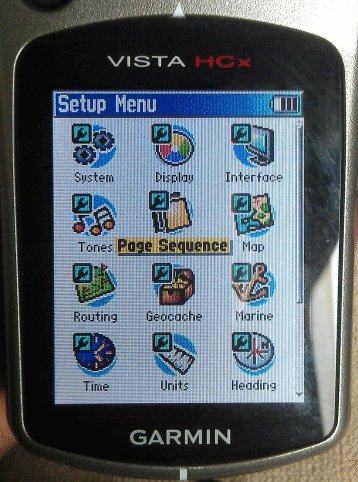 VISTA HCx
Setup Menu
System Display Interface
Tones Page Sequence Map
Routing Geocache Marine
Time Units Heading
GARMIN